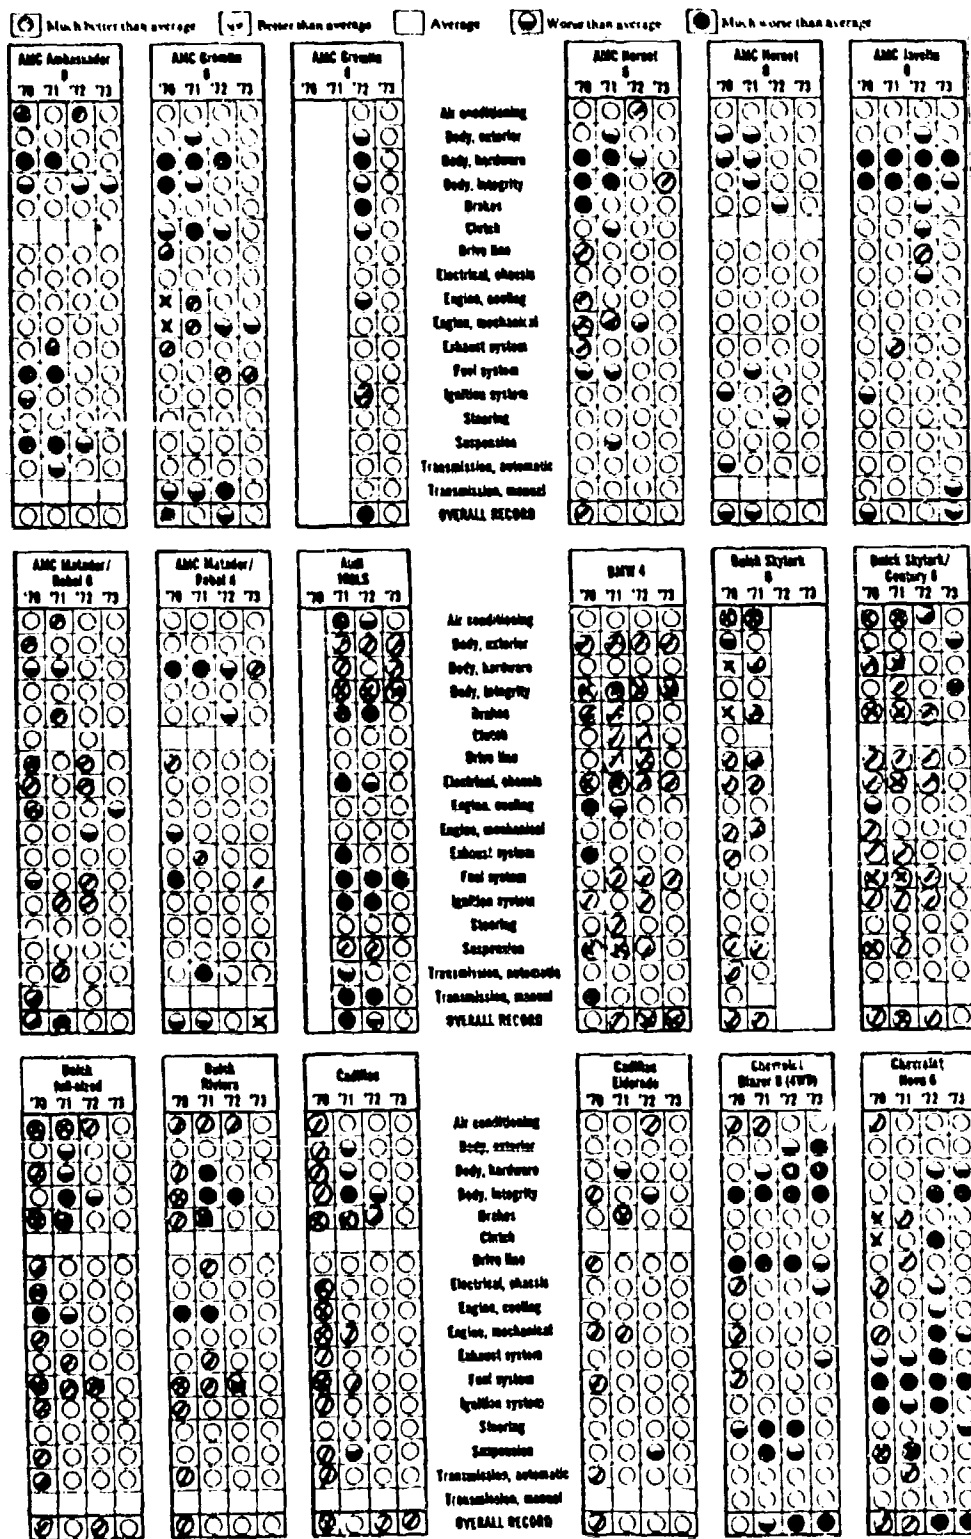 Much better than average Better than average Average Worse than average Much worse than average
AMC Ambassador 8
'70 '71 '72 '73
AMC Gremlin 6
'70 '71 '72 '73
AMC Gremlin
'70 '71 '72 '73
AMC Hornet 6
'70 '71 '72 '73
AMC Hornet 8
'70 '71 '72 '73
AMC Javelin 8
'70 '71 '72 '73
Air conditioning
Body, exterior
Body, hardware
Body, integrity
Brakes
Clutch
Drive line
Electrical, chassis
Engine, cooling
Engine, mechanical
Exhaust system
Fuel system
Ignition system
Steering
Suspension
Transmission, automatic
Transmission, manual
OVERALL RECORD
AMC Matador/
Rebel 6
'70 '71 '72 '73
AMC Matador/
Rebel
'70 '71 '72 '73
Audi
100LS
'70 '71 '72 '73
BMW 4
'70 '71 '72 '73
Buick Skylark
'70 '71 '72 '73
Buick Skylark/
Century 8
'70 '71 '72 '73
Air conditioning
Body, exterior
Body, hardware
Body, integrity
Brakes
Clutch
Drive line
Electrical, chassis
Engine, cooling
Engine, mechanical
Exhaust system
Fuel system
Ignition system
Steering
Suspension
Transmission, automatic
Transmission, manual
OVERALL RECORD
Buick
full-sized
'70 '71 '72 '73
Buick
Riviera
'70 '71 '72 '73
Cadillac
'70 '71 '72 '73
Cadillac
Eldorado
'70 '71 '72 '73
Chevrolet
Blazer 8 (4WD)
'70 '71 '72 '73
Chevrolet
Nova 6
'70 '71 '72 '73
Air conditioning
Body, exterior
Body, hardware
Body, integrity
Brakes
Clutch
Drive line
Electrical, chassis
Engine, cooling
Engine, mechanical
Exhaust system
Fuel system
Ignition system
Steering
Suspension
Transmission, automatic
Transmission, manual
OVERALL RECORD